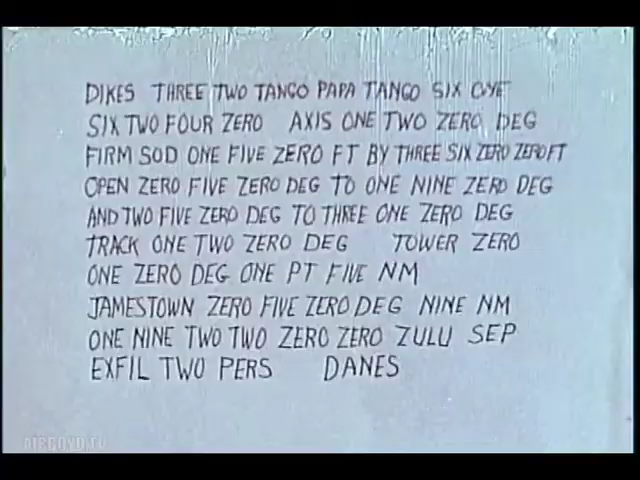 DIKES THREE TWO TANGO PAPA TANGO SIX ONE
SIX TWO FOUR ZERO AXIS ONE TWO ZERO DEG
FIRM SOD ONE FIVE ZERO FT BY THREE SIX ZERO ZERO FT
OPEN ZERO FIVE ZERO DEG TO ONE NINE ZERO DEG
AND TWO FIVE ZERO DEG TO THREE ONE ZERO DEG
TRACK ONE TWO ZERO DEG TOWER ZERO
ONE ZERO DEG ONE PT FIVE NM
JAMESTOWN ZERO FIVE ZERO DEG NINE NM
ONE NINE TWO TWO ZERO ZERO ZULU SEP
EXFIL TWO PERS DANES